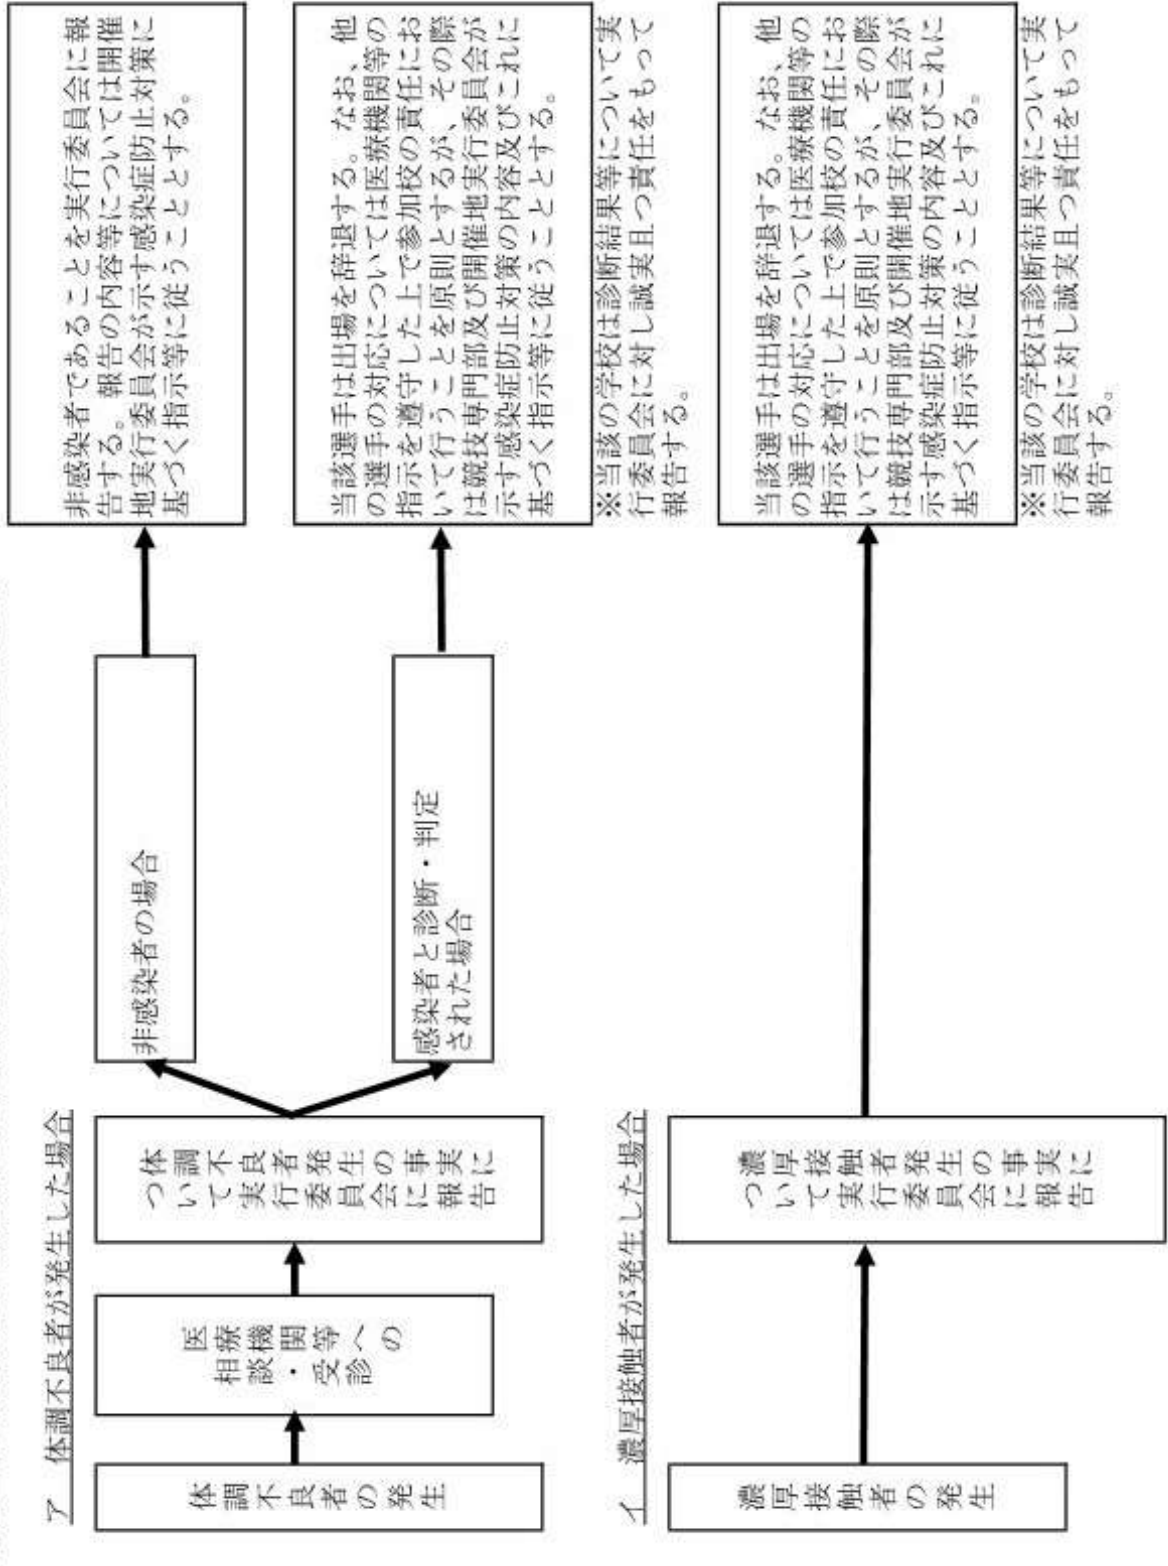 ア　体調不良者が発生した場合
体調不良者の発生
医療機関等への
相談・受診
体調不良者発生の事実に
ついて実行委員会に報告
非感染者の場合
非感染者であることを実行委員会に報
告する。報告の内容等については開催
地実行委員会が示す感染症防止対策に
基づく指示等に従うこととする。
感染者と診断・判定
された場合
当該選手は出場を辞退する。なお、他
の選手の対応については医療機関等の
指示を遵守した上で参加校の責任にお
いて行うことを原則とするが、その際
は競技専門部及び開催地実行委員会が
示す感染症防止対策の内容及びこれに
基づく指示等に従うこととする。
※当該の学校は診断結果等について実
行委員会に対し誠実且つ責任をもって
報告する。
イ　濃厚接触者が発生した場合
濃厚接触者の発生
濃厚接触者発生の事実に
ついて実行委員会に報告
当該選手は出場を辞退する。なお、他
の選手の対応については医療機関等の
指示を遵守した上で参加校の責任にお
いて行うことを原則とするが、その際
は競技専門部及び開催地実行委員会が
示す感染症防止対策の内容及びこれに
基づく指示等に従うこととする。
※当該の学校は診断結果等について実
行委員会に対し誠実且つ責任をもって
報告する。